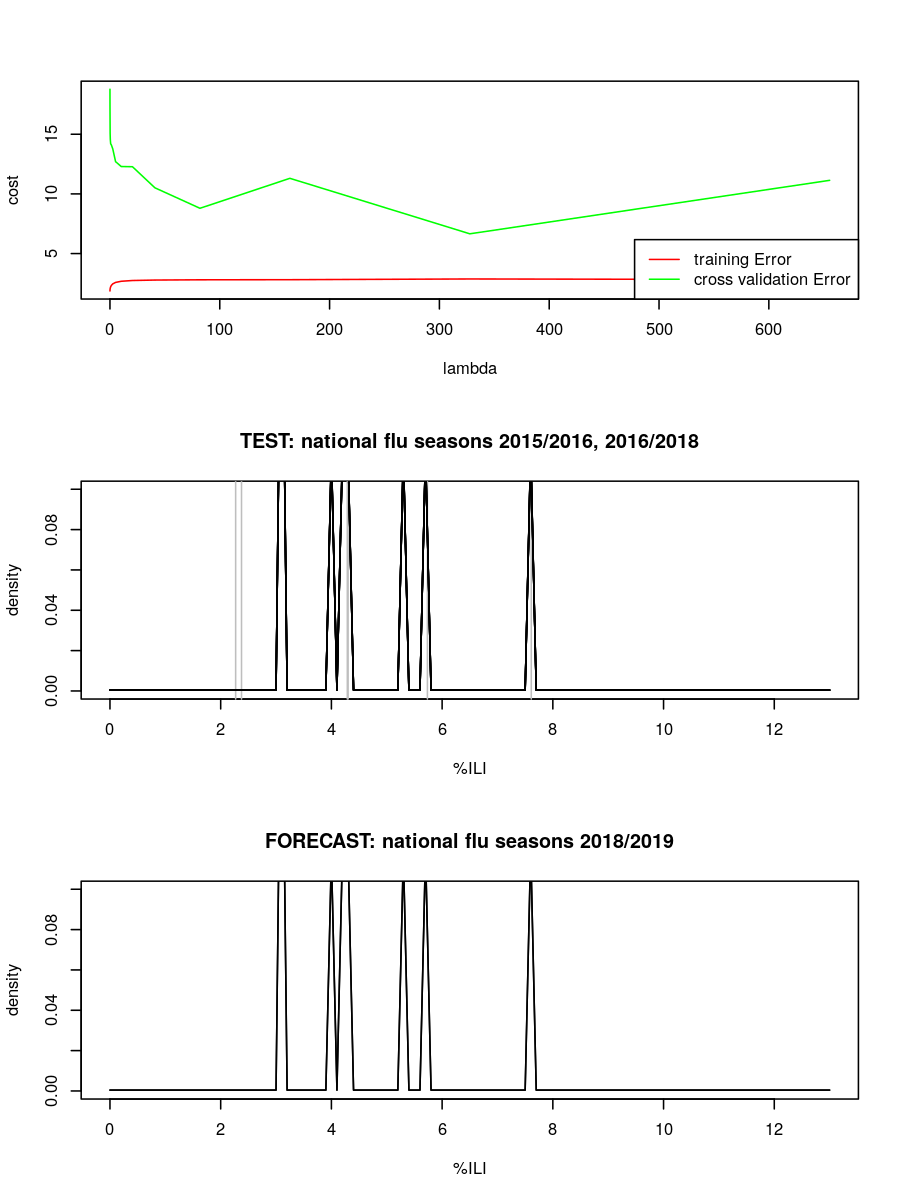 cost
15
10
5
training Error
cross validation Error
0 100 200 300 400 500 600
lambda
TEST: national flu seasons 2015/2016, 2016/2018
density
0.08
0.04
0.00
0 2 4 6 8 10 12
%ILI
FORECAST: national flu seasons 2018/2019
density
0.08
0.04
0.00
0 2 4 6 8 10 12
%ILI